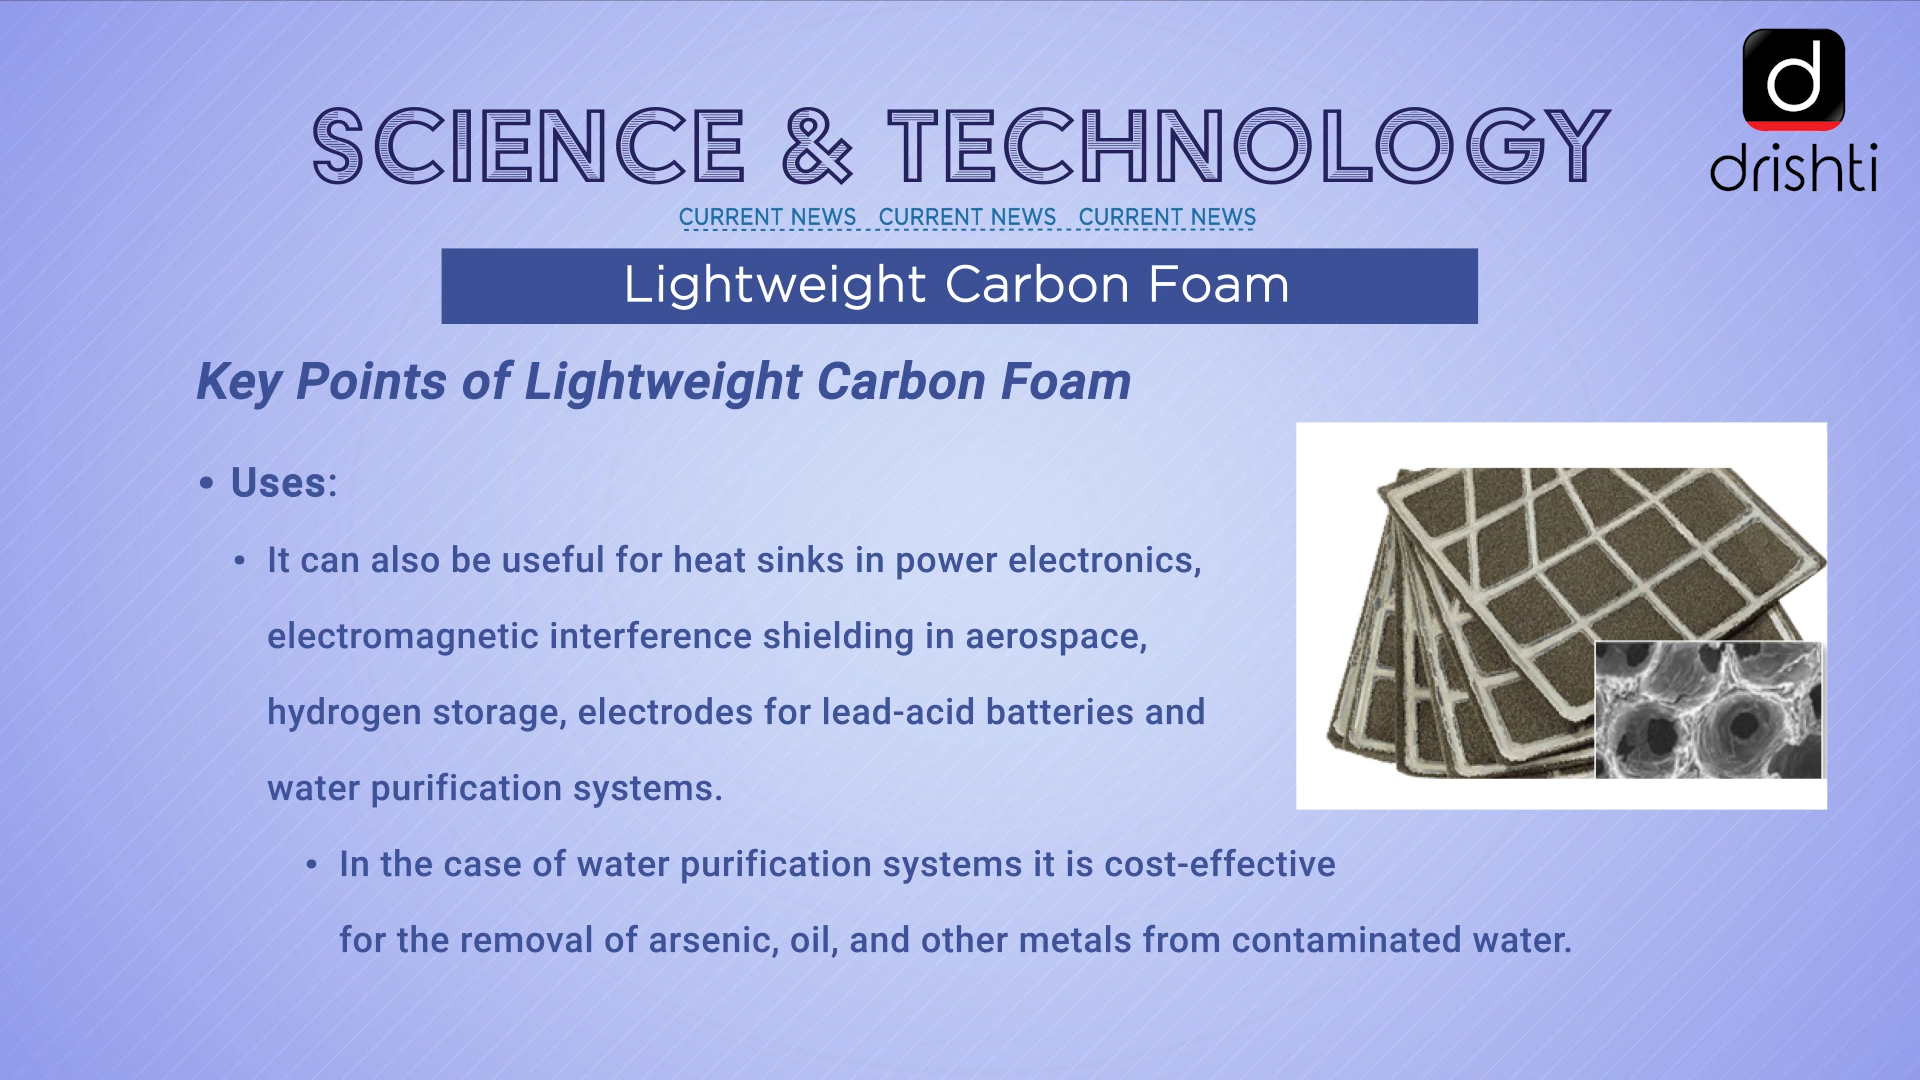 d
drishti
SCIENCE & TECHNOLOGY
CURRENT NEWS CURRENT NEWS CURRENT NEWS
Lightweight Carbon Foam
Key Points of Lightweight Carbon Foam
• Uses:
• It can also be useful for heat sinks in power electronics,
electromagnetic interference shielding in aerospace,
hydrogen storage, electrodes for lead-acid batteries and
water purification systems.
• In the case of water purification systems it is cost-effective
for the removal of arsenic, oil, and other metals from contaminated water.